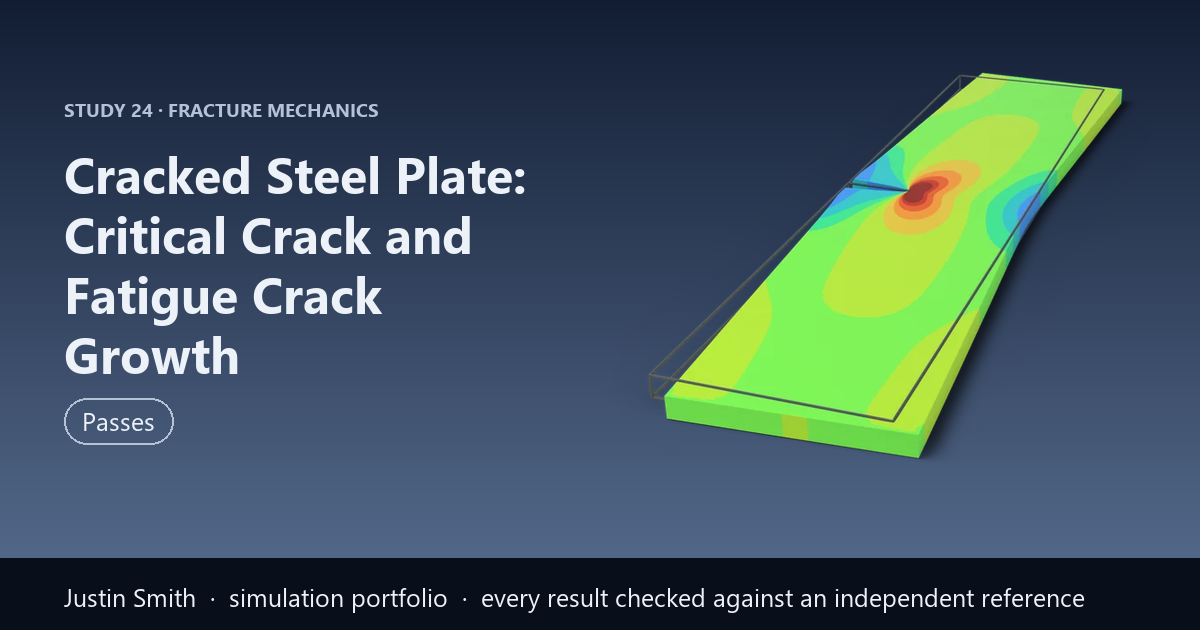 STUDY 24 · FRACTURE MECHANICS
Cracked Steel Plate:
Critical Crack and
Fatigue Crack
Growth
Passes
Justin Smith · simulation portfolio · every result checked against an independent reference